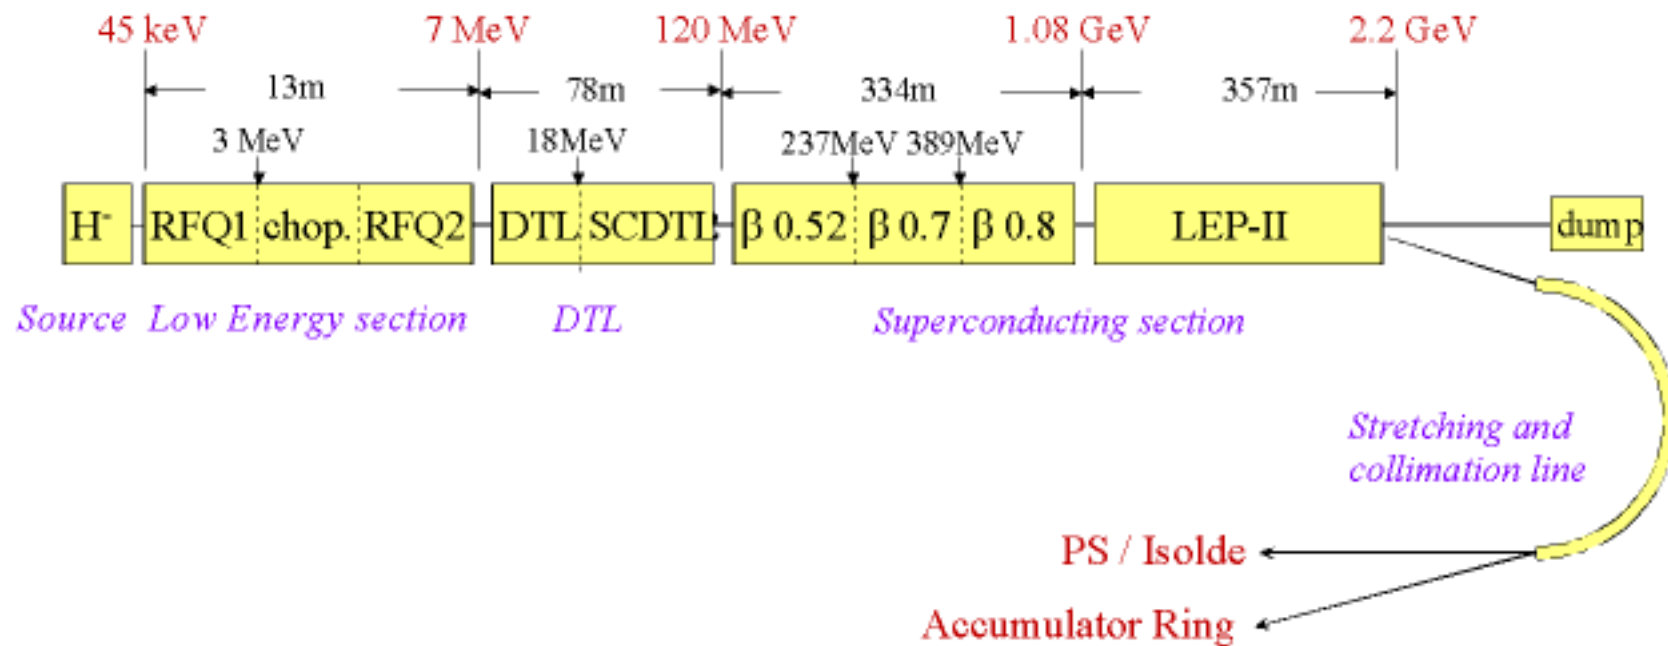 45 keV 7 MeV 120 MeV 1.08 GeV 2.2 GeV
13m 78m 334m 357m
3 MeV 18MeV 237MeV 389MeV
H- RFQ1 chop. RFQ2 DTL SCDTL β 0.52 β 0.7 β 0.8 LEP-II dump
Source Low Energy section DTL Superconducting section
Stretching and
collimation line
PS / Isolde
Accumulator Ring